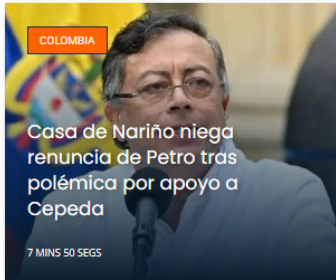 COLOMBIA
Casa de Nariño niega
renuncia de Petro tras
polémica por apoyo a
Cepeda
7 MINS 50 SEGS